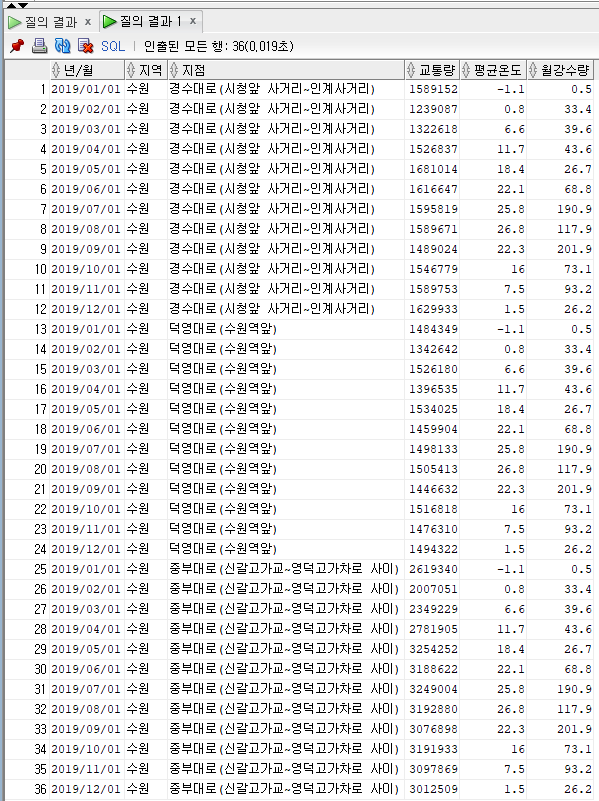 질의 결과 × 질의 결과 1 ×
SQL | 인출된 모든 행: 36(0,019초)
년/월 지역 지점 교통량 평균온도 월강수량
1 2019/01/01 수원 경수대로(시청앞 사거리~인계사거리) 1589152 -1.1 0.5
2 2019/02/01 수원 경수대로(시청앞 사거리~인계사거리) 1239087 0.8 33.4
3 2019/03/01 수원 경수대로(시청앞 사거리~인계사거리) 1322618 6.6 39.6
4 2019/04/01 수원 경수대로(시청앞 사거리~인계사거리) 1526837 11.7 43.6
5 2019/05/01 수원 경수대로(시청앞 사거리~인계사거리) 1681014 18.4 26.7
6 2019/06/01 수원 경수대로(시청앞 사거리~인계사거리) 1616647 22.1 68.8
7 2019/07/01 수원 경수대로(시청앞 사거리~인계사거리) 1595819 25.8 190.9
8 2019/08/01 수원 경수대로(시청앞 사거리~인계사거리) 1589671 26.8 117.9
9 2019/09/01 수원 경수대로(시청앞 사거리~인계사거리) 1489024 22.3 201.9
10 2019/10/01 수원 경수대로(시청앞 사거리~인계사거리) 1546779 16 73.1
11 2019/11/01 수원 경수대로(시청앞 사거리~인계사거리) 1589753 7.5 93.2
12 2019/12/01 수원 경수대로(시청앞 사거리~인계사거리) 1629933 1.5 26.2
13 2019/01/01 수원 덕영대로(수원역앞) 1484349 -1.1 0.5
14 2019/02/01 수원 덕영대로(수원역앞) 1342642 0.8 33.4
15 2019/03/01 수원 덕영대로(수원역앞) 1526180 6.6 39.6
16 2019/04/01 수원 덕영대로(수원역앞) 1396535 11.7 43.6
17 2019/05/01 수원 덕영대로(수원역앞) 1534025 18.4 26.7
18 2019/06/01 수원 덕영대로(수원역앞) 1459904 22.1 68.8
19 2019/07/01 수원 덕영대로(수원역앞) 1498133 25.8 190.9
20 2019/08/01 수원 덕영대로(수원역앞) 1505413 26.8 117.9
21 2019/09/01 수원 덕영대로(수원역앞) 1446632 22.3 201.9
22 2019/10/01 수원 덕영대로(수원역앞) 1516818 16 73.1
23 2019/11/01 수원 덕영대로(수원역앞) 1476310 7.5 93.2
24 2019/12/01 수원 덕영대로(수원역앞) 1494322 1.5 26.2
25 2019/01/01 수원 중부대로(신갈고가교~영덕고가차로 사이) 2619340 -1.1 0.5
26 2019/02/01 수원 중부대로(신갈고가교~영덕고가차로 사이) 2007051 0.8 33.4
27 2019/03/01 수원 중부대로(신갈고가교~영덕고가차로 사이) 2349229 6.6 39.6
28 2019/04/01 수원 중부대로(신갈고가교~영덕고가차로 사이) 2781905 11.7 43.6
29 2019/05/01 수원 중부대로(신갈고가교~영덕고가차로 사이) 3254252 18.4 26.7
30 2019/06/01 수원 중부대로(신갈고가교~영덕고가차로 사이) 3188622 22.1 68.8
31 2019/07/01 수원 중부대로(신갈고가교~영덕고가차로 사이) 3249004 25.8 190.9
32 2019/08/01 수원 중부대로(신갈고가교~영덕고가차로 사이) 3192880 26.8 117.9
33 2019/09/01 수원 중부대로(신갈고가교~영덕고가차로 사이) 3076898 22.3 201.9
34 2019/10/01 수원 중부대로(신갈고가교~영덕고가차로 사이) 3191933 16 73.1
35 2019/11/01 수원 중부대로(신갈고가교~영덕고가차로 사이) 3097869 7.5 93.2
36 2019/12/01 수원 중부대로(신갈고가교~영덕고가차로 사이) 3012509 1.5 26.2